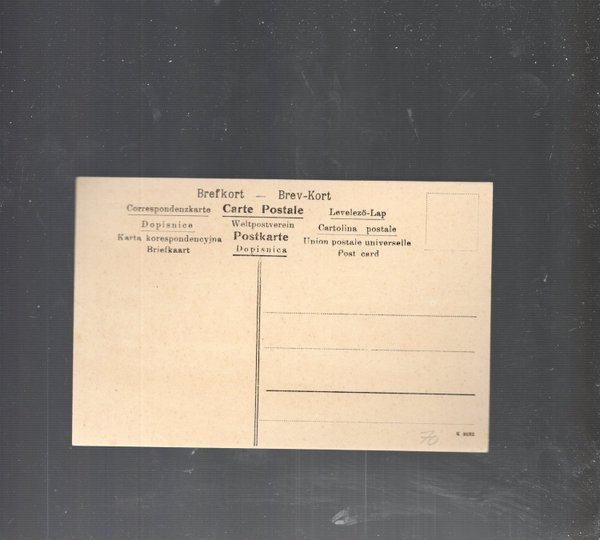 Brefkort — Brev-Kort
Correspondenzkarte Carte Postale Levelező-Lap
Dopisnice Weltpostverein Cartolina postale
Karta korespondencyjna Postkarte Union postale universelle
Briefkaart Dopisnica Post card
70